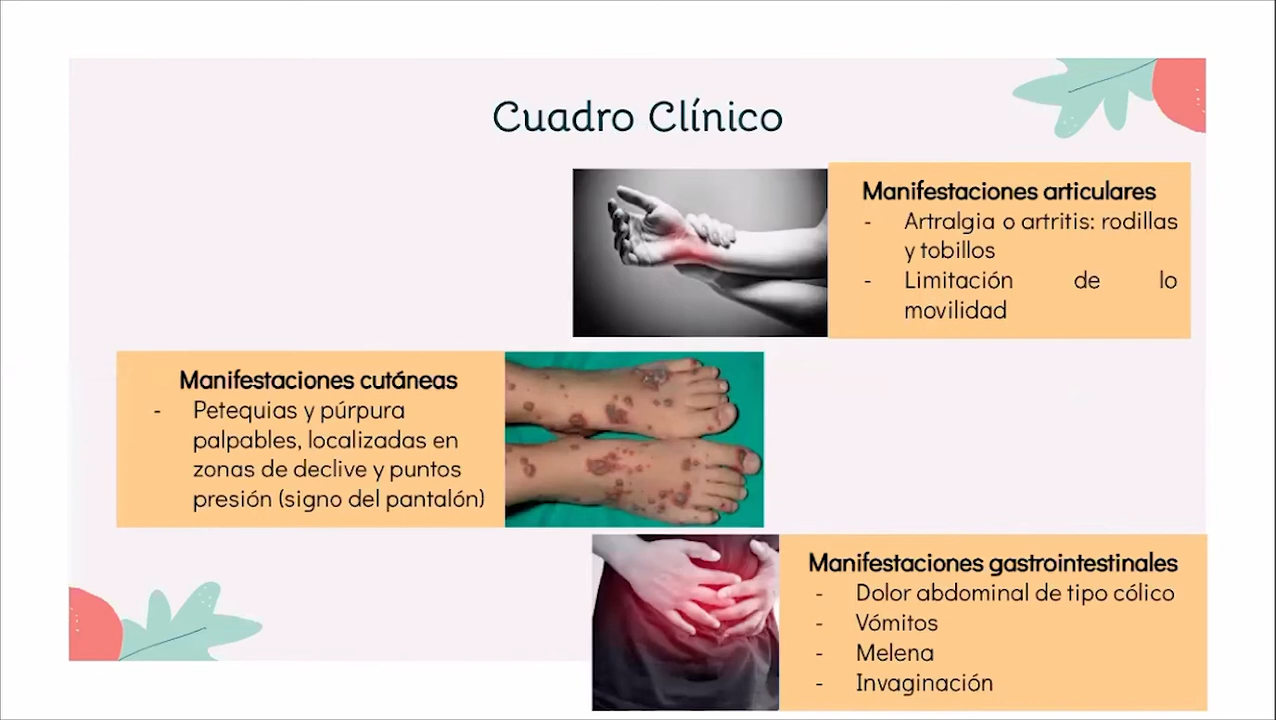 Cuadro Clínico
Manifestaciones articulares
- Artralgia o artritis: rodillas
y tobillos
- Limitación de lo
movilidad
Manifestaciones cutáneas
- Petequias y púrpura
palpables, localizadas en
zonas de declive y puntos
presión (signo del pantalón)
Manifestaciones gastrointestinales
- Dolor abdominal de tipo cólico
- Vómitos
- Melena
- Invaginación